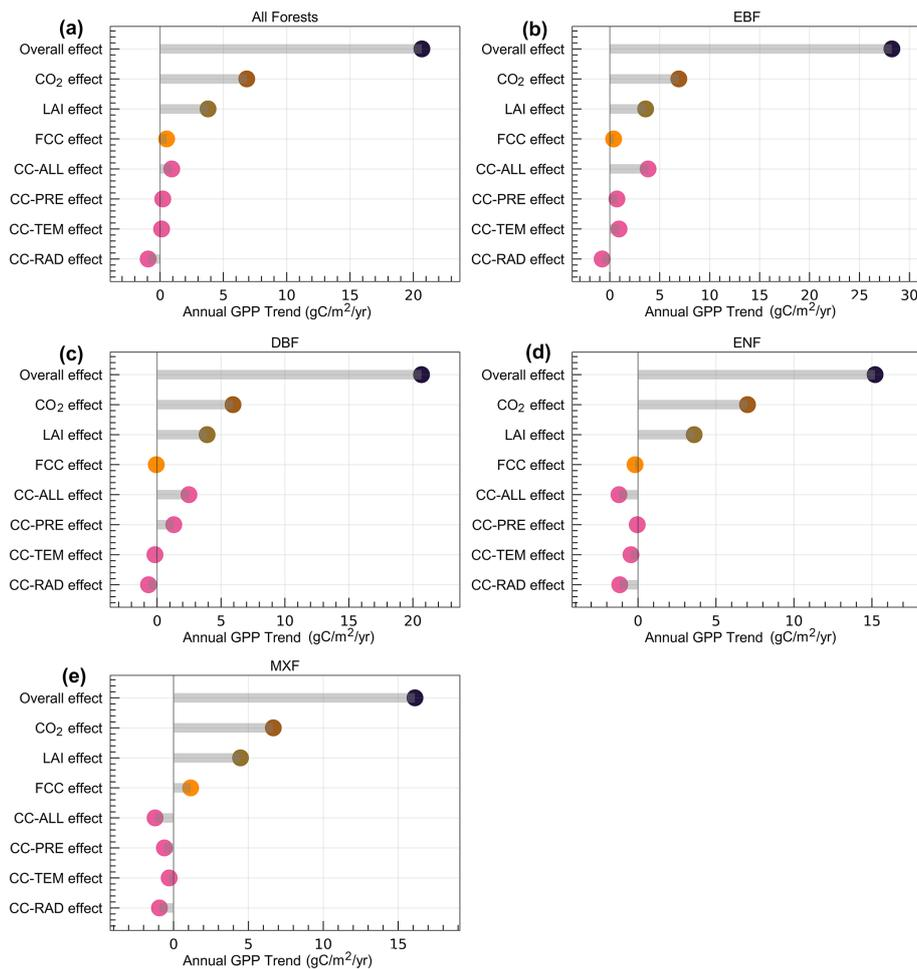 (a)
All Forests
Overall effect
CO2 effect
LAI effect
FCC effect
CC-ALL effect
CC-PRE effect
CC-TEM effect
CC-RAD effect
0 5 10 15 20
Annual GPP Trend (gC/m2/yr)
(b)
EBF
Overall effect
CO2 effect
LAI effect
FCC effect
CC-ALL effect
CC-PRE effect
CC-TEM effect
CC-RAD effect
0 5 10 15 20 25 30
Annual GPP Trend (gC/m2/yr)
(c)
DBF
Overall effect
CO2 effect
LAI effect
FCC effect
CC-ALL effect
CC-PRE effect
CC-TEM effect
CC-RAD effect
0 5 10 15 20
Annual GPP Trend (gC/m2/yr)
(d)
ENF
Overall effect
CO2 effect
LAI effect
FCC effect
CC-ALL effect
CC-PRE effect
CC-TEM effect
CC-RAD effect
0 5 10 15
Annual GPP Trend (gC/m2/yr)
(e)
MXF
Overall effect
CO2 effect
LAI effect
FCC effect
CC-ALL effect
CC-PRE effect
CC-TEM effect
CC-RAD effect
0 5 10 15
Annual GPP Trend (gC/m2/yr)